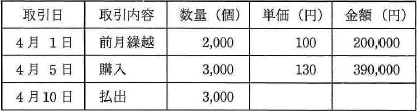 取引日 取引内容 数量（個） 単価（円） 金額（円）
4月 1日 前月繰越 2,000 100 200,000
4月 5日 購入 3,000 130 390,000
4月10日 払出 3,000